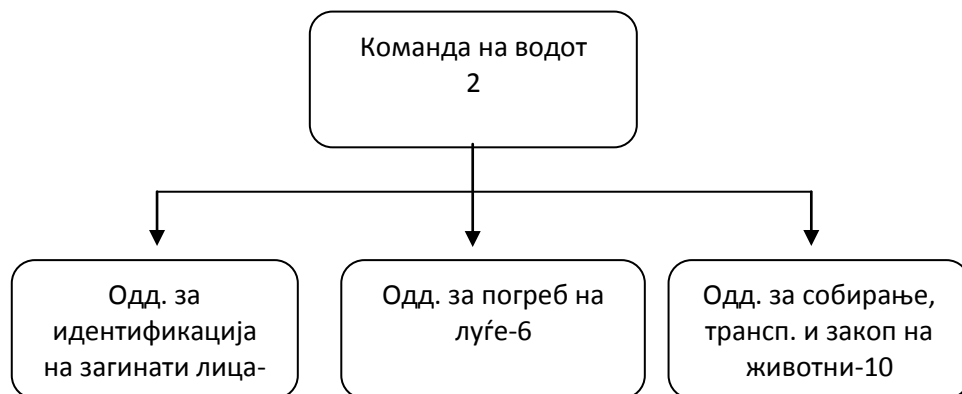 Команда на водот
2
Одд. за
идентификација
на загинати лица-
Одд. за погреб на
луѓе-6
Одд. за собирање,
трансп. и закоп на
животни-10